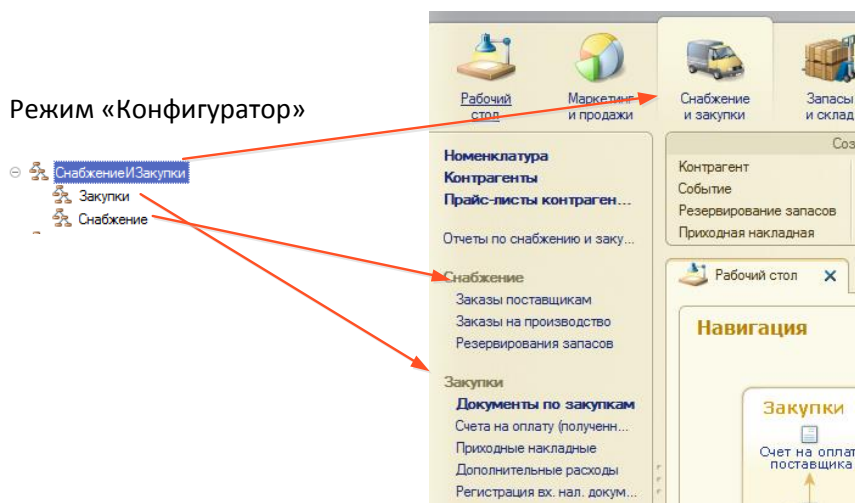 Режим «Конфигуратор»
СнабжениеИЗакупки
Закупки
Снабжение
Рабочий
стол
Маркетинг
и продажи
Снабжение
и закупки
Запасы
и склад
Номенклатура
Контрагенты
Прайс-листы контраген...
Отчеты по снабжению и заку...
Снабжение
Заказы поставщикам
Заказы на производство
Резервирования запасов
Закупки
Документы по закупкам
Счета на оплату (полученн...
Приходные накладные
Дополнительные расходы
Регистрация вх. нал. докум...
Соз
Контрагент
Событие
Резервирование запасов
Приходная накладная
Рабочий стол
Навигация
Закупки
Счет на оплат
поставщика